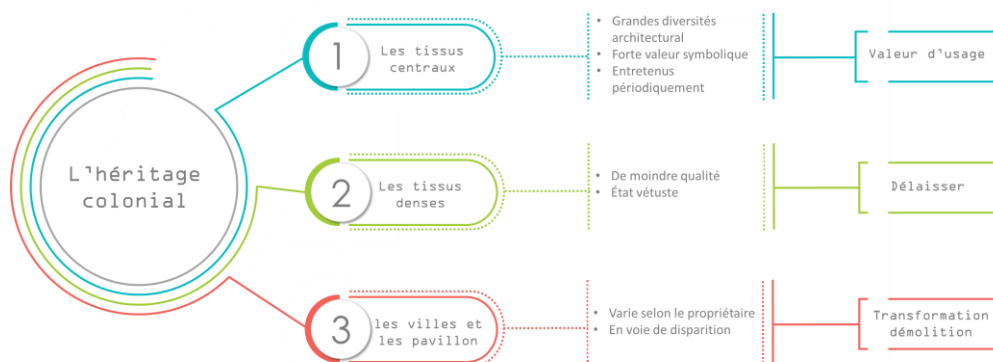 L'héritage
colonial
1
Les tissus
centraux
• Grandes diversités
architectural
• Forte valeur symbolique
• Entretenus
périodiquement
Valeur d'usage
2
Les tissus
denses
• De moindre qualité
• État vétuste
Délaisser
3
les villes et
les pavillon
• Varie selon le propriétaire
• En voie de disparition
Transformation
démolition